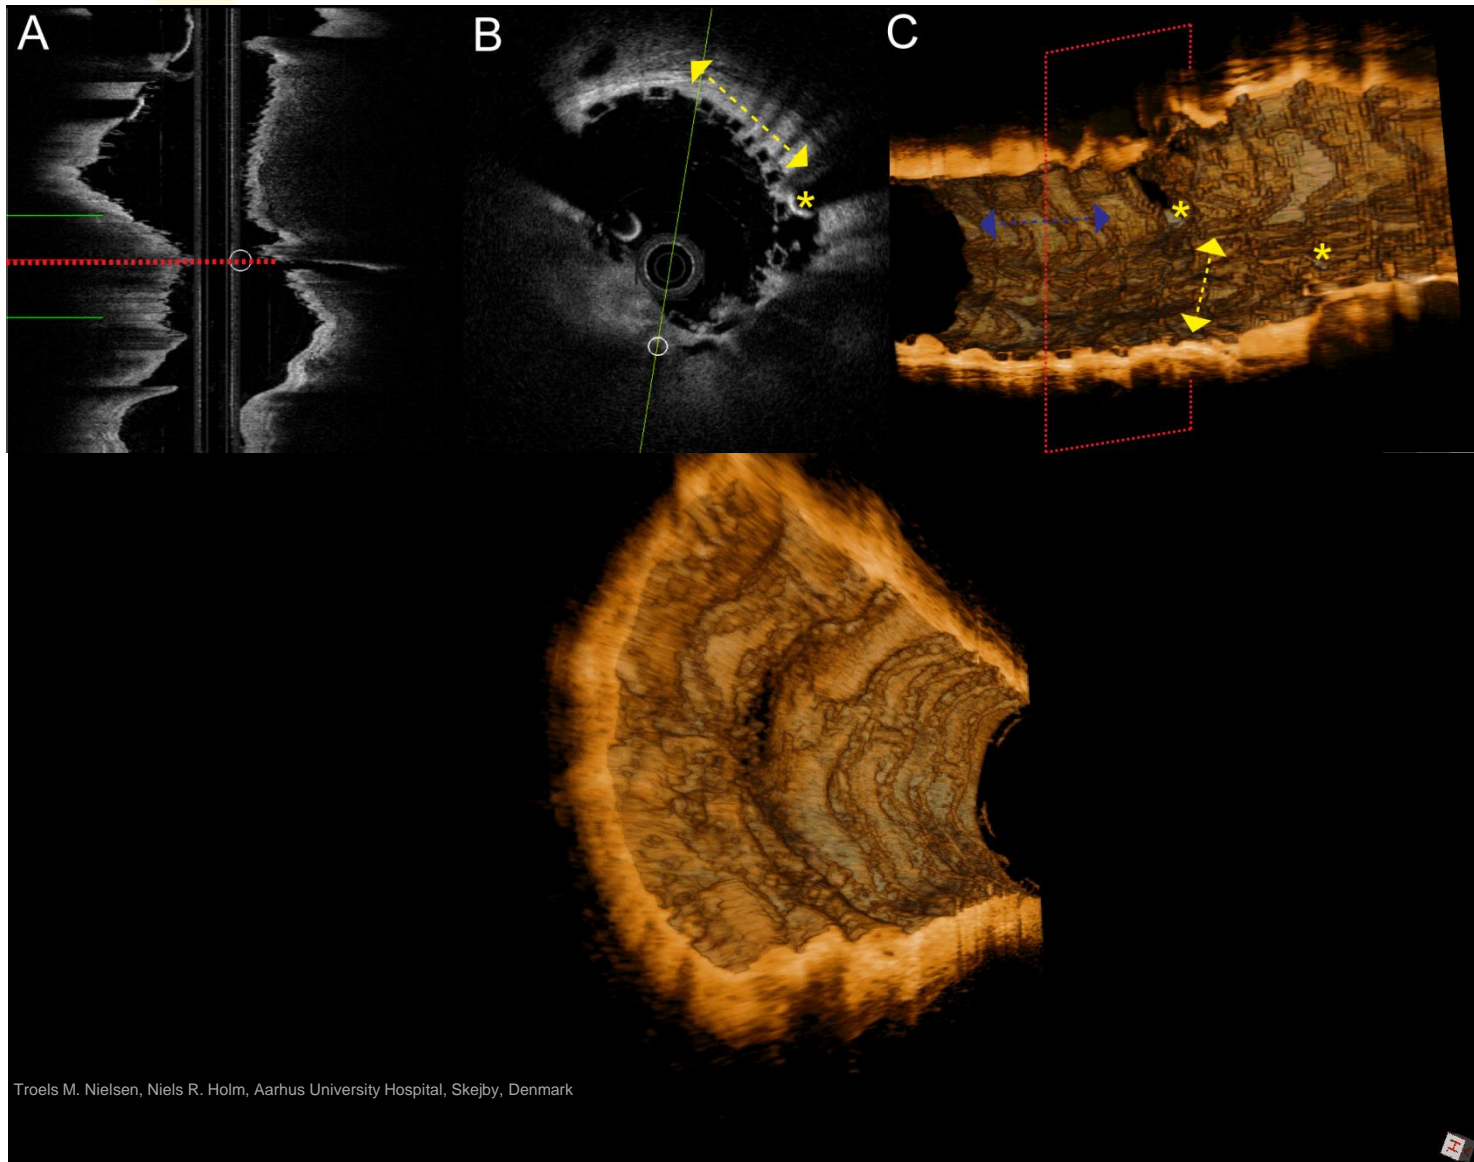 A
B
C
*
*
*
Troels M. Nielsen, Niels R. Holm, Aarhus University Hospital, Skejby, Denmark
H